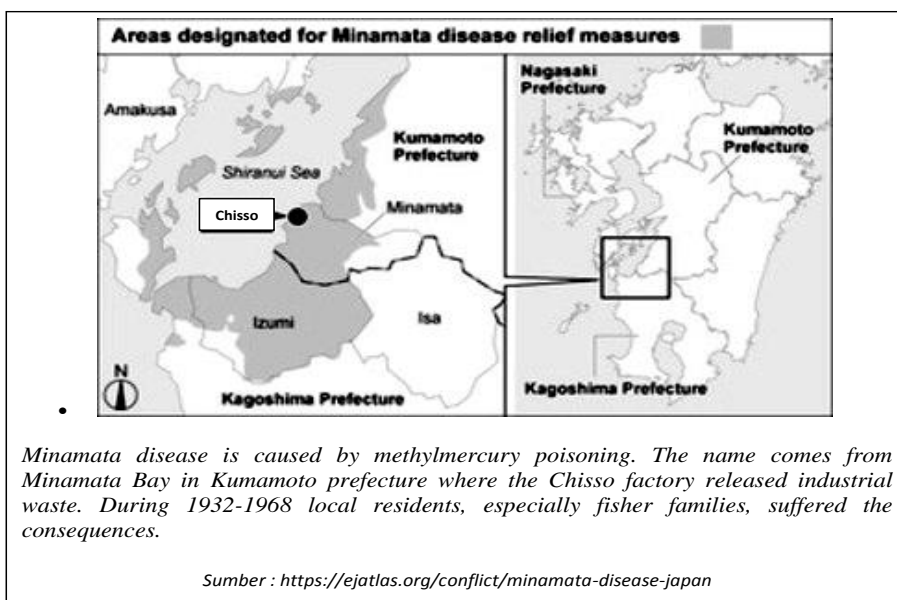 Areas designated for Minamata disease relief measures
Amakusa
Shiranui Sea
Kumamoto
Prefecture
Chisso
Minamata
Izumi
Isa
N
Kagoshima Prefecture
Nagasaki
Prefecture
Kumamoto
Prefecture
Kagoshima
Prefecture
Minamata disease is caused by methylmercury poisoning. The name comes from
Minamata Bay in Kumamoto prefecture where the Chisso factory released industrial
waste. During 1932-1968 local residents, especially fisher families, suffered the
consequences.
Sumber : https://ejatlas.org/conflict/minamata-disease-japan